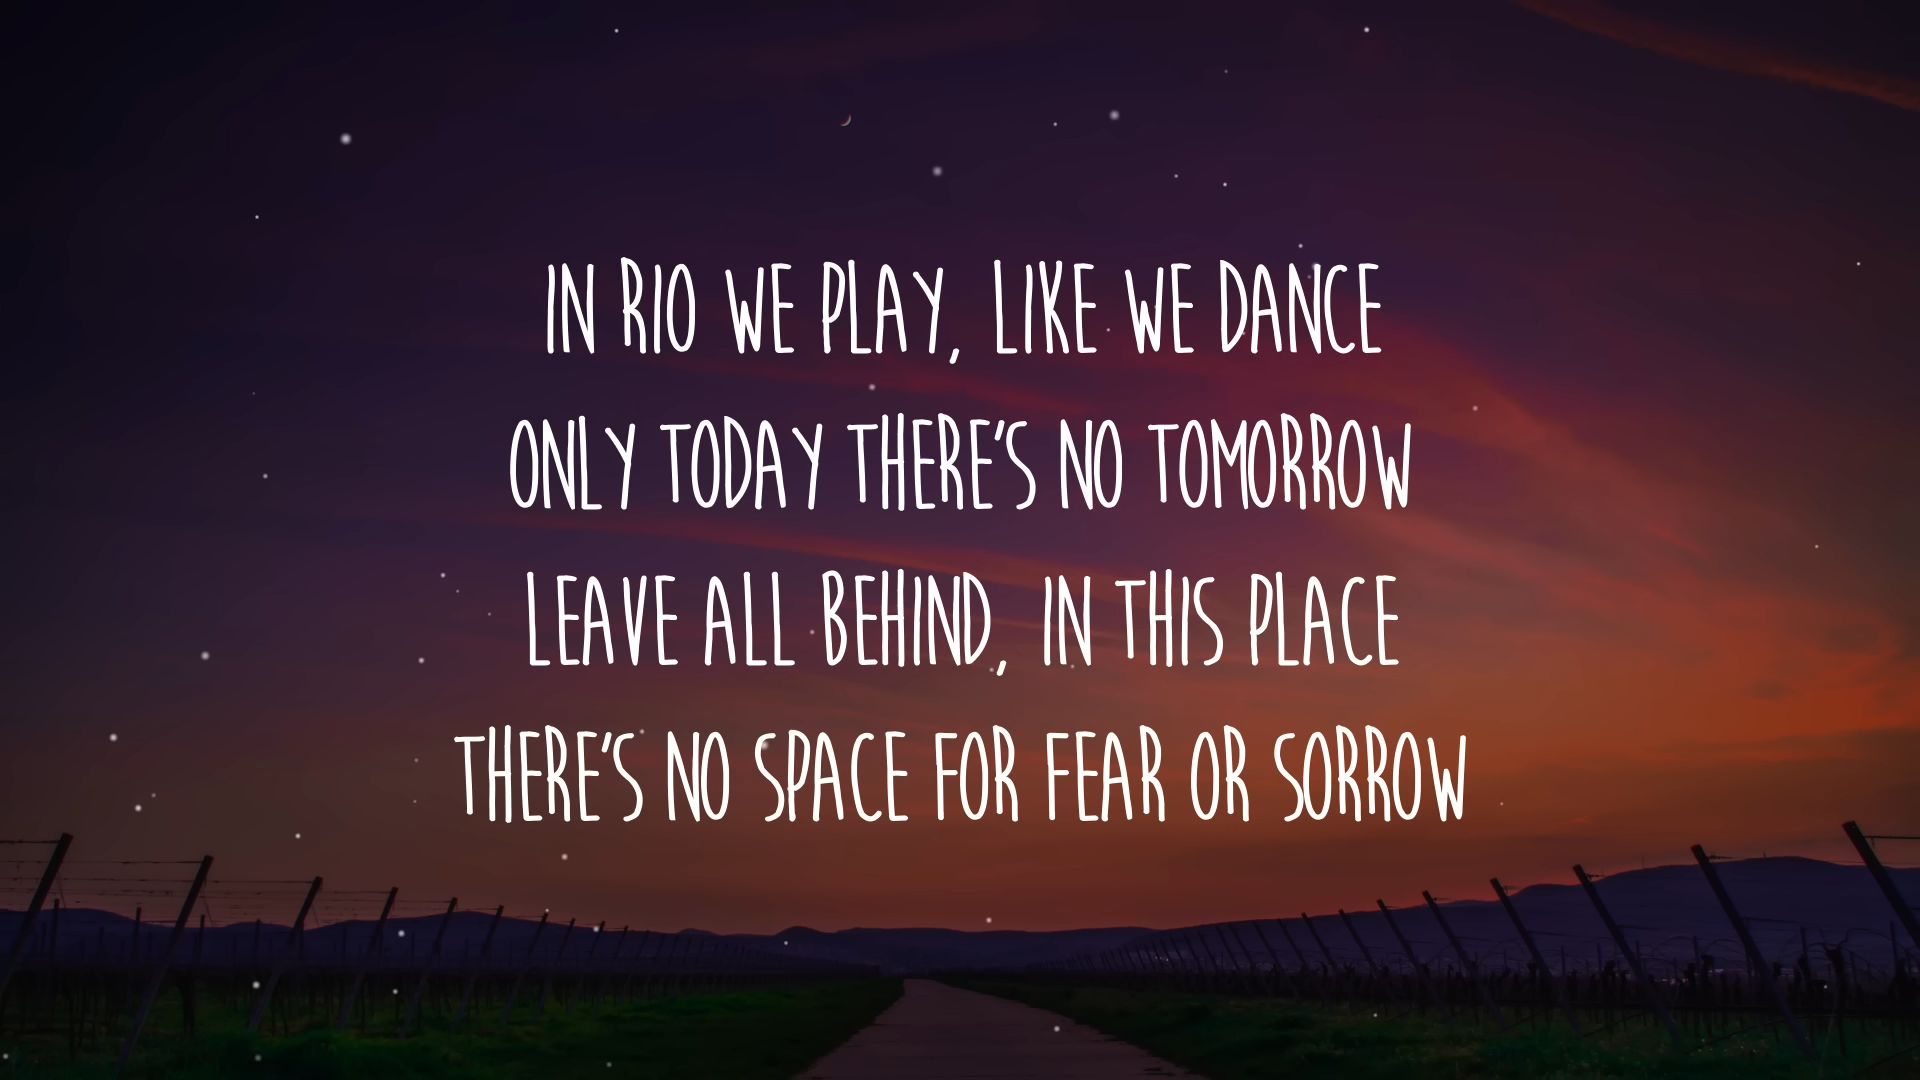 IN RIO WE PLAY, LIKE WE DANCE
ONLY TODAY THERE'S NO TOMORROW
LEAVE ALL BEHIND, IN THIS PLACE
THERE'S NO SPACE FOR FEAR OR SORROW